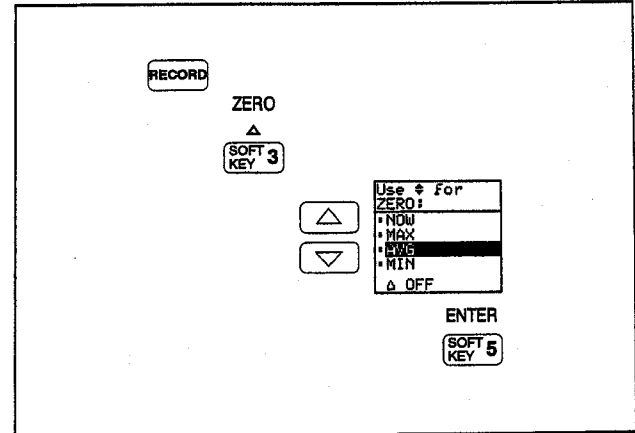 RECORD
ZERO
△
SOFT
KEY 3
Use ⬍ for
ZERO:
▪NOW
▪MAX
▪AVG
▪MIN
△ OFF
ENTER
SOFT
KEY 5